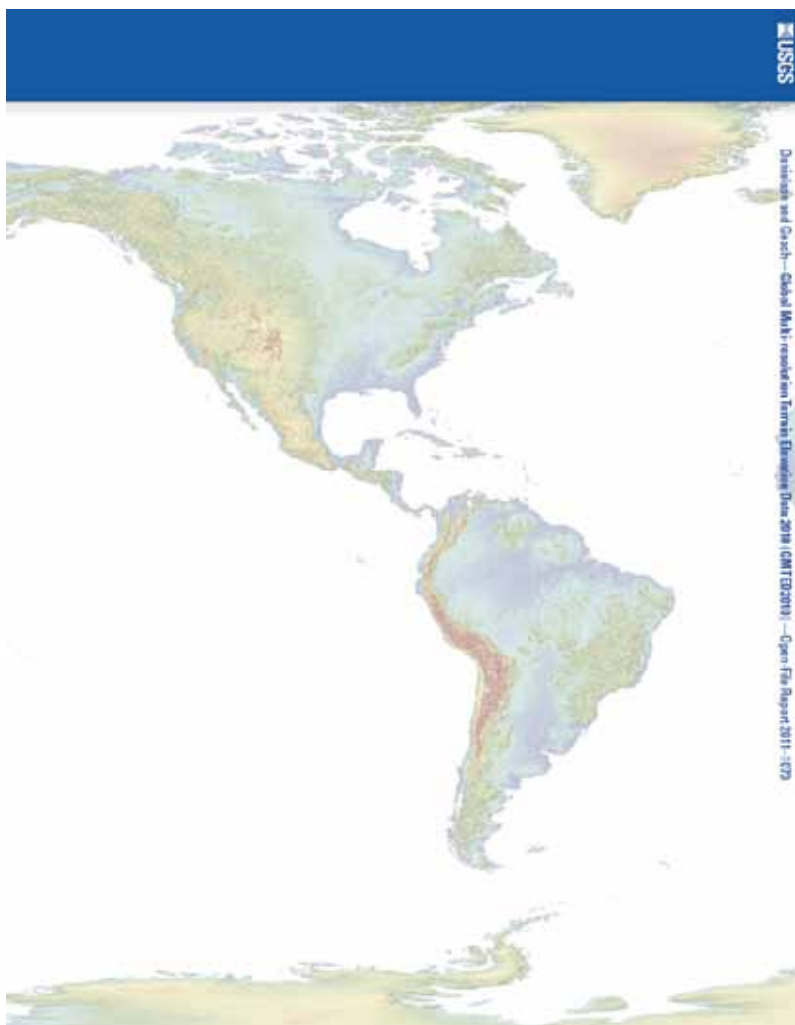 USGS
Danielson and Gesch—Global Multi-resolution Terrain Elevation Data 2010 (GMTED2010)—Open-File Report 2011–1073